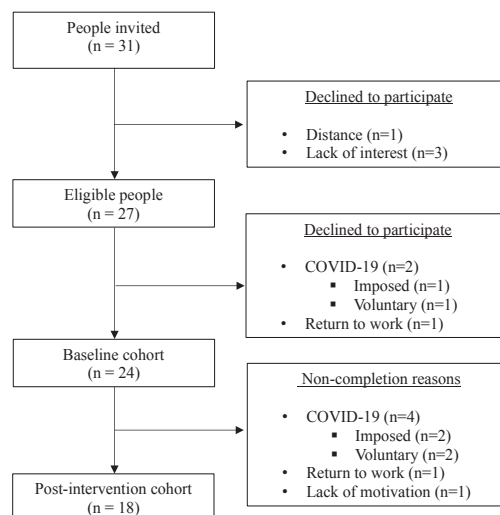 People invited
(n = 31)
Declined to participate
• Distance (n=1)
• Lack of interest (n=3)
Eligible people
(n = 27)
Declined to participate
• COVID-19 (n=2)
▪ Imposed (n=1)
▪ Voluntary (n=1)
• Return to work (n=1)
Baseline cohort
(n = 24)
Non-completion reasons
• COVID-19 (n=4)
▪ Imposed (n=2)
▪ Voluntary (n=2)
• Return to work (n=1)
• Lack of motivation (n=1)
Post-intervention cohort
(n = 18)